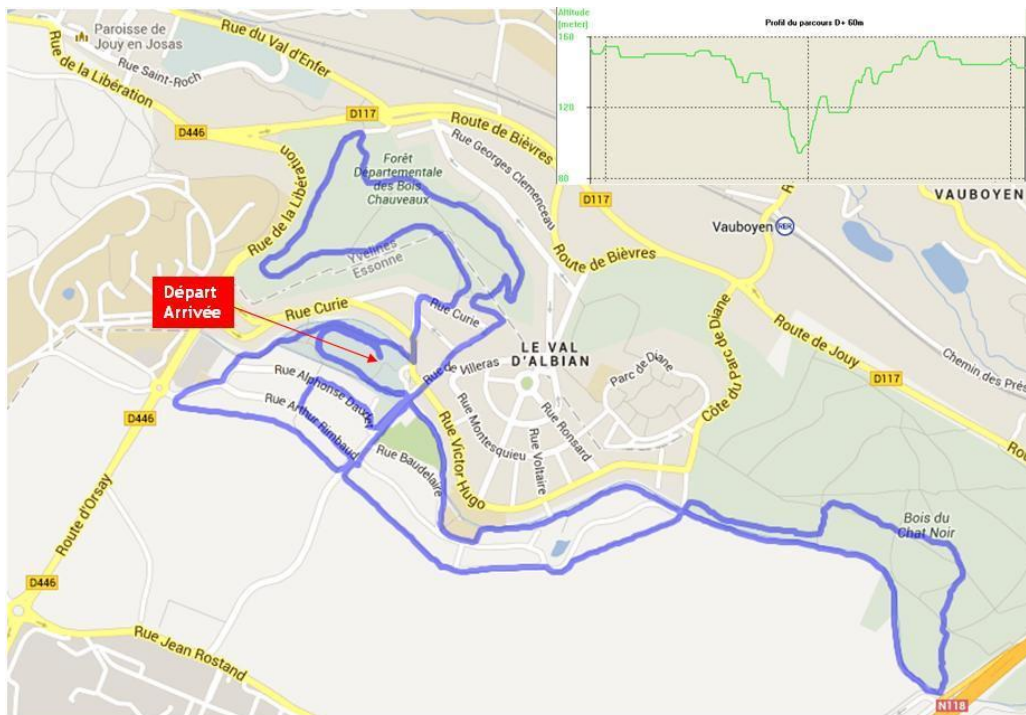 Altitude
[meter]
Profil du parcours D+ 60m
160
120
80
Paroisse de
Jouy en Josas
Rue Saint-Roch
Rue de la Libération
Rue du Val d'Enfer
D117
D446
Route de Bièvres
Rue Georges Clemenceau
Forêt
Départementale
des Bois
Chauveaux
Rue de la Libération
Yvelines
Essonne
D117
Vauboyen
RER
VAUBOYEN
Route de Bièvres
Départ
Arrivée
Rue Curie
Rue Curie
LE VAL
D'ALBIAN
Rue de Villeras
Parc de Diane
Côte du Parc de Diane
Route de Jouy
Chemin des Prés
D117
D446
D446
Rue Alphonse Daudet
Rue Arthur Rimbaud
Rue Baudelaire
Rue Victor Hugo
Rue Montesquieu
Rue Voltaire
Rue Ronsard
Route d'Orsay
Bois du
Chat Noir
D446
Rue Jean Rostand
N118